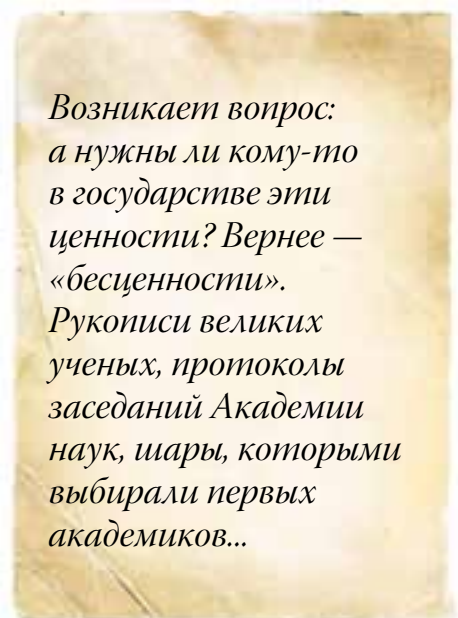 Возникает вопрос:
а нужны ли кому-то
в государстве эти
ценности? Вернее —
«бесценности».
Рукописи великих
ученых, протоколы
заседаний Академии
наук, шары, которыми
выбирали первых
академиков...